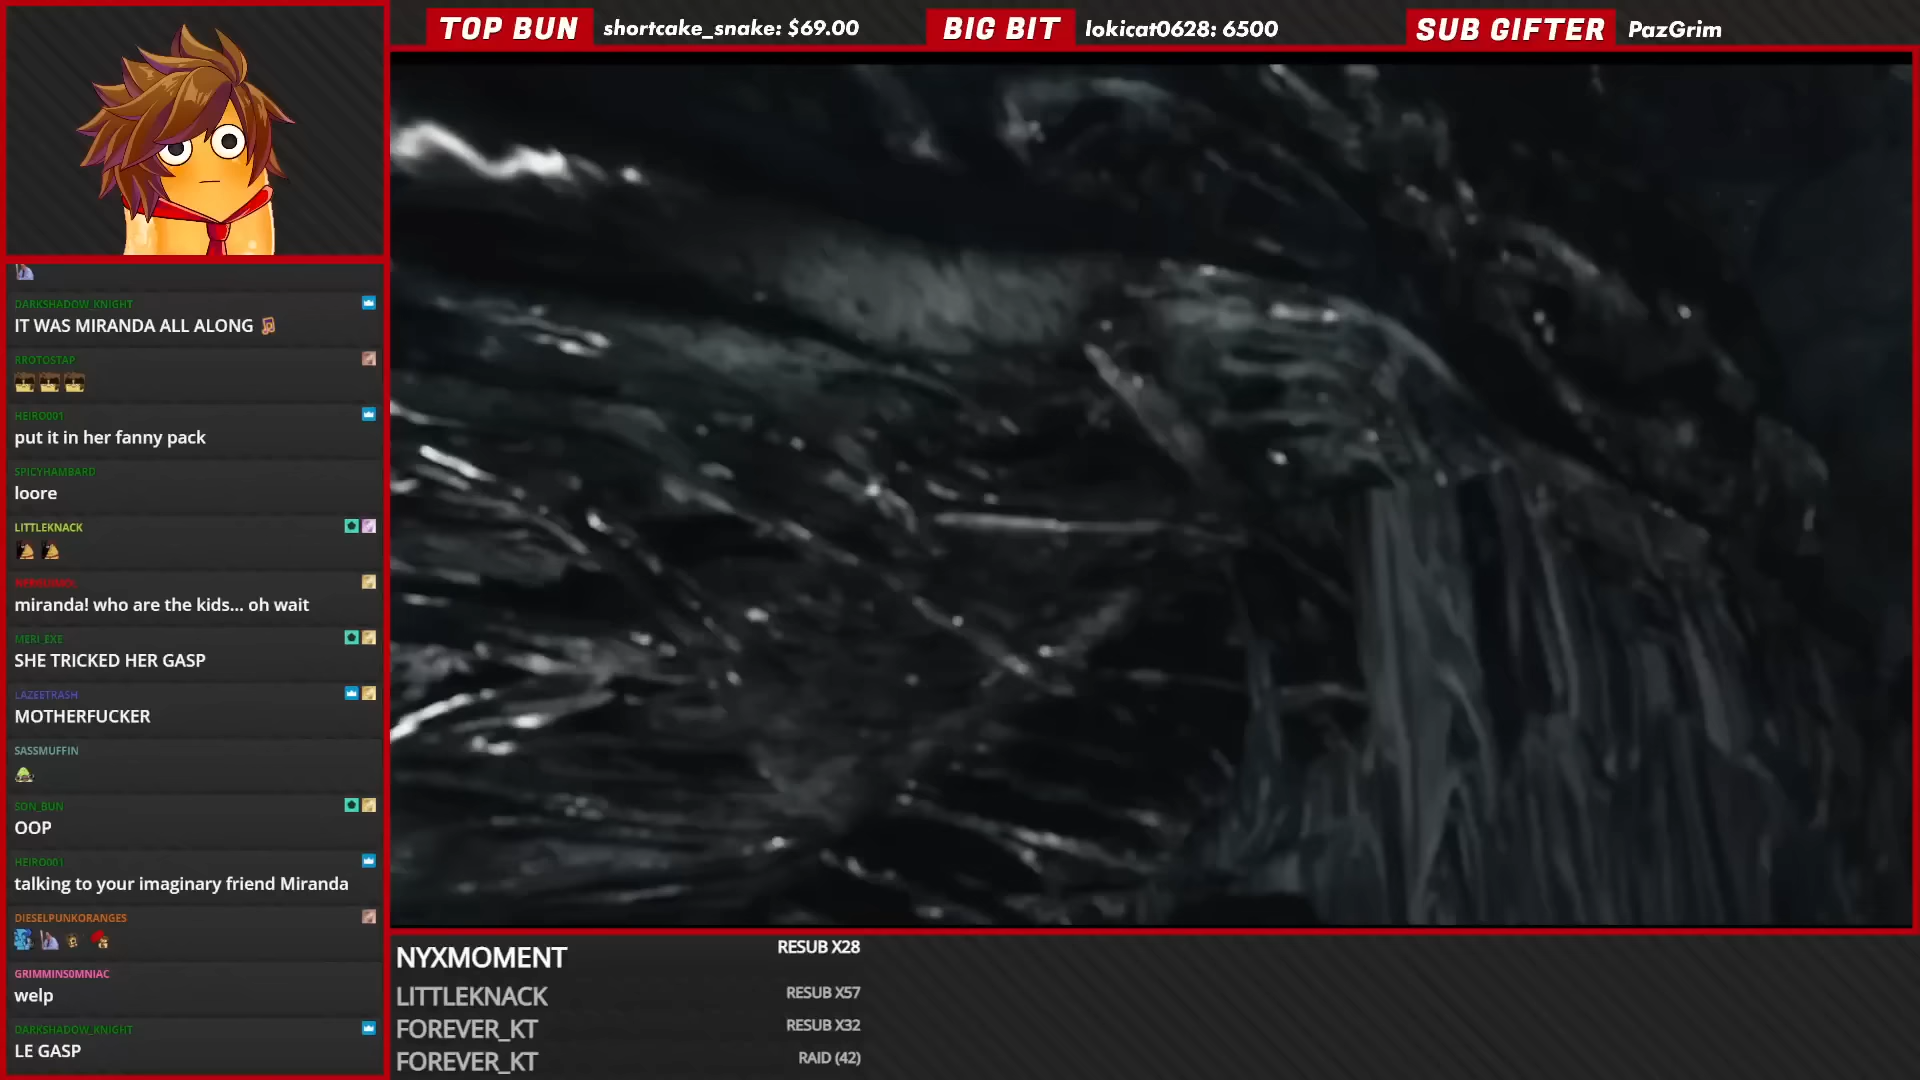 TOP BUN shortcake_snake: $69.00 BIG BIT lokicat0628: 6500 SUB GIFTER PazGrim
DARKSHADOW_KNIGHT
IT WAS MIRANDA ALL ALONG
RROTOSTAP
HEIRO001
put it in her fanny pack
SPICYHAMBARD
loore
LITTLEKNACK
miranda! who are the kids... oh wait
MERI_EXE
SHE TRICKED HER GASP
LAZEETRASH
MOTHERFUCKER
SASSMUFFIN
SON_BUN
OOP
HEIRO001
talking to your imaginary friend Miranda
DIESELPUNKORANGES
GRIMMINS0MNIAC
welp
DARKSHADOW_KNIGHT
LE GASP
NYXMOMENT RESUB X28
LITTLEKNACK RESUB X57
FOREVER_KT RESUB X32
FOREVER_KT RAID (42)